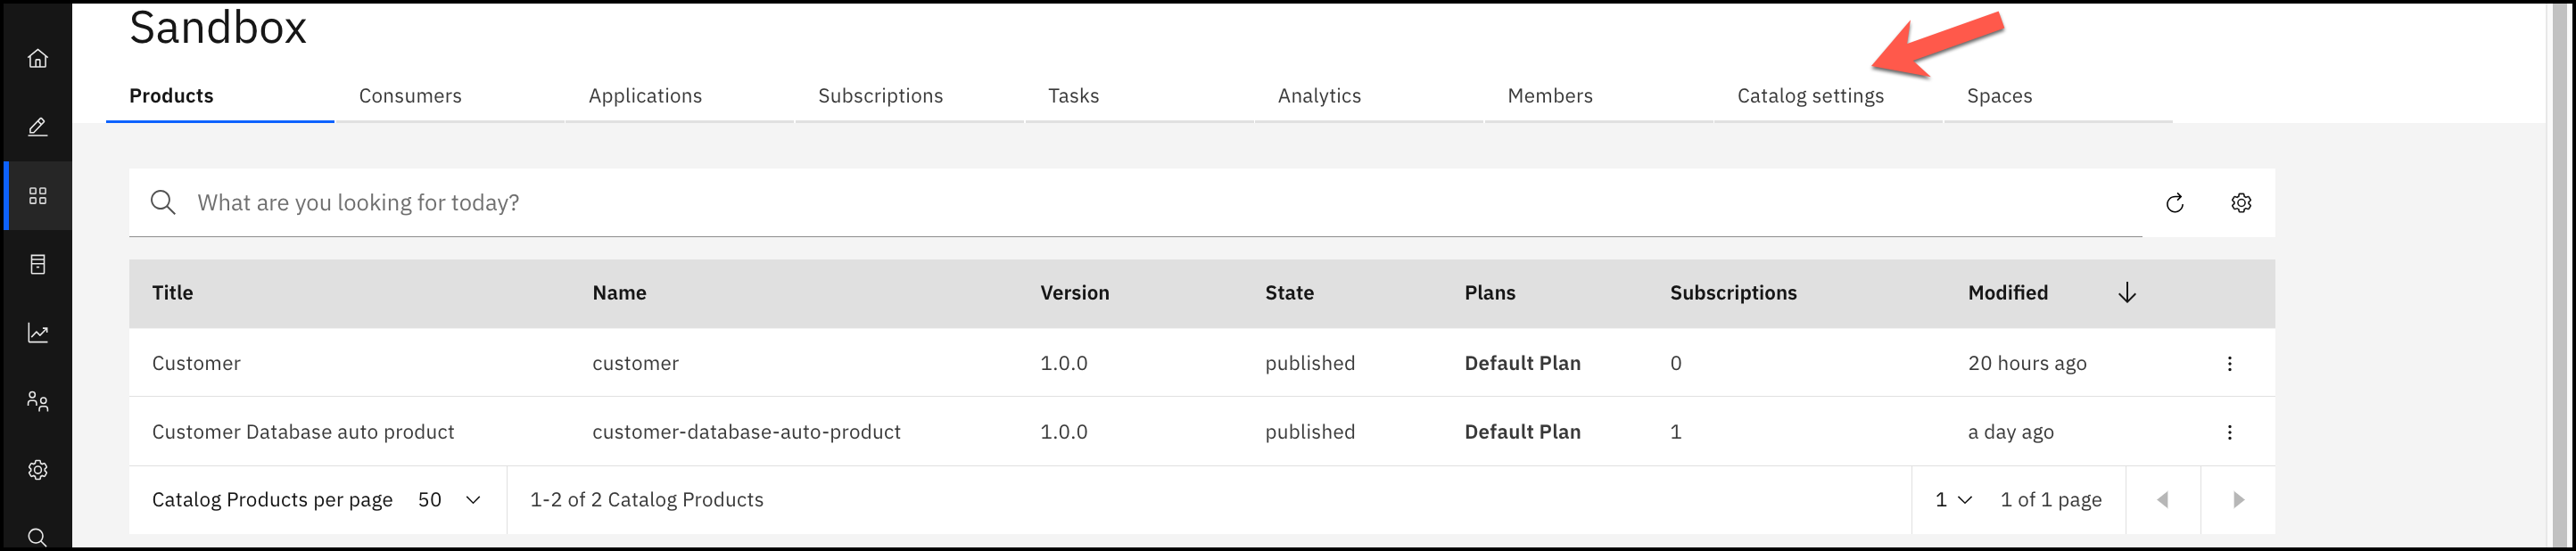 Sandbox
Products Consumers Applications Subscriptions Tasks Analytics Members Catalog settings Spaces
What are you looking for today?
Title Name Version State Plans Subscriptions Modified
Customer customer 1.0.0 published Default Plan 0 20 hours ago
Customer Database auto product customer-database-auto-product 1.0.0 published Default Plan 1 a day ago
Catalog Products per page 50 1-2 of 2 Catalog Products 1 1 of 1 page